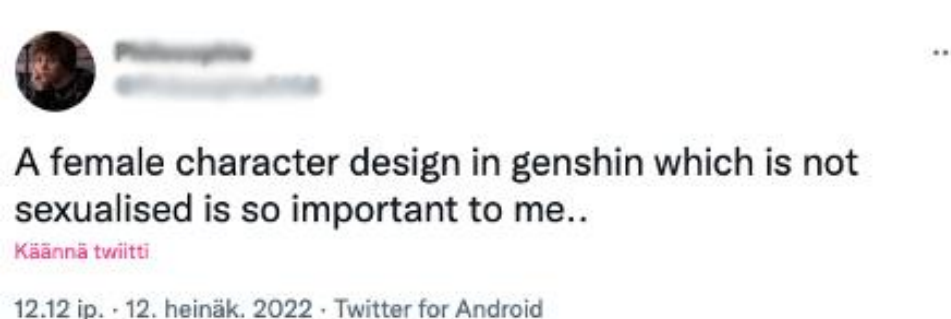 A female character design in genshin which is not
sexualised is so important to me..
Käännä twiitti
12.12 ip. · 12. heinäk. 2022 · Twitter for Android